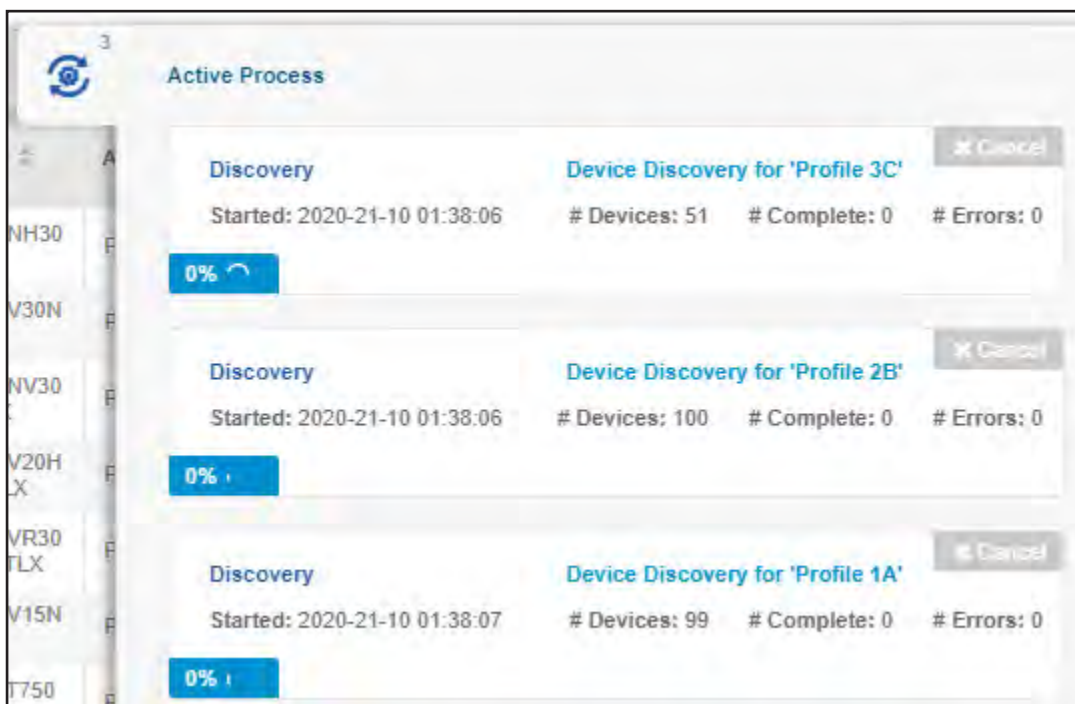 3
Active Process
Cancel
Discovery Device Discovery for 'Profile 3C'
Started: 2020-21-10 01:38:06 # Devices: 51 # Complete: 0 # Errors: 0
0%
Cancel
Discovery Device Discovery for 'Profile 2B'
Started: 2020-21-10 01:38:06 # Devices: 100 # Complete: 0 # Errors: 0
0%
Cancel
Discovery Device Discovery for 'Profile 1A'
Started: 2020-21-10 01:38:07 # Devices: 99 # Complete: 0 # Errors: 0
0%
A
NH30
V30N
NV30
V20H
LX
VR30
TLX
V15N
T750